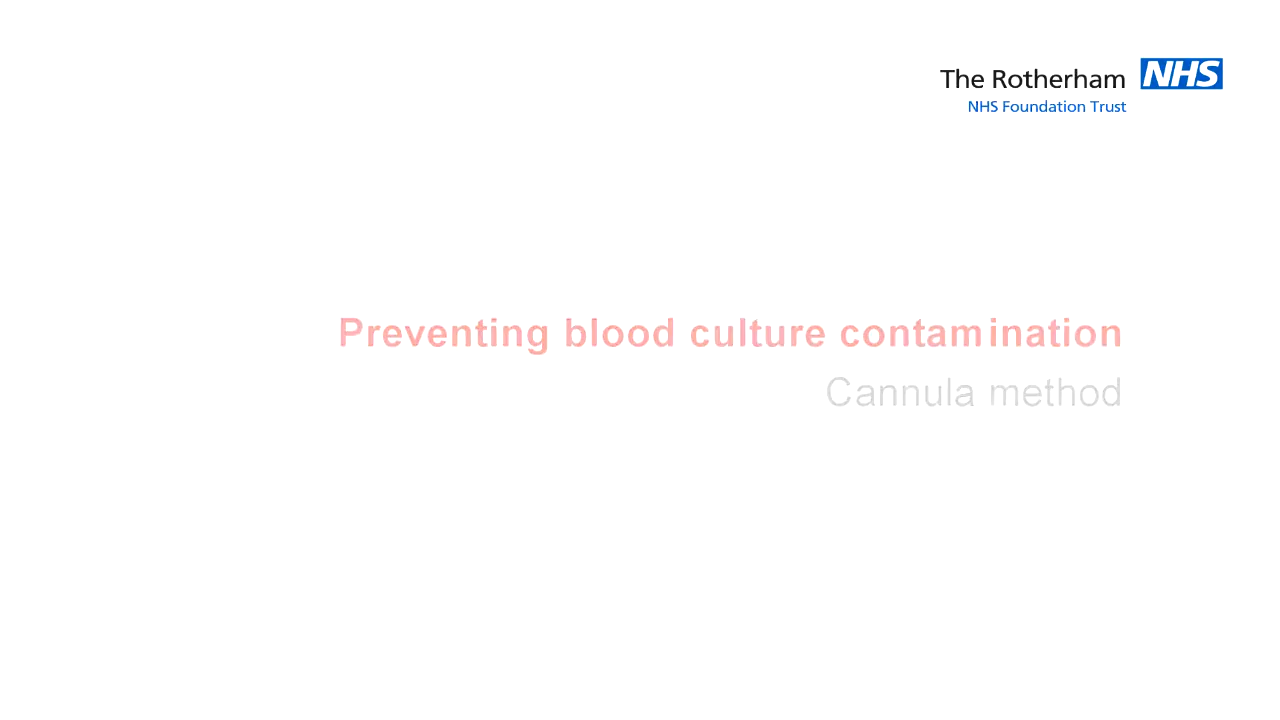 The Rotherham NHS
NHS Foundation Trust
Preventing blood culture contamination
Cannula method